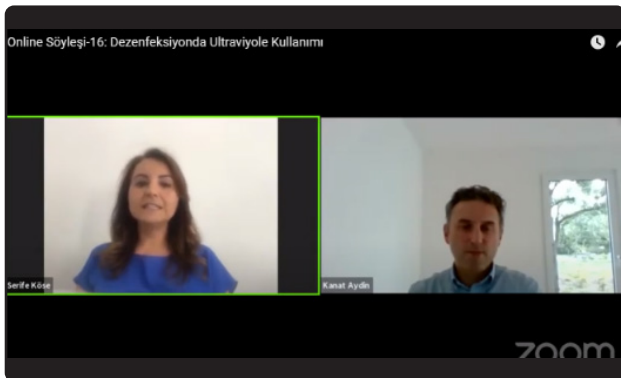 Online Söyleşi-16: Dezenfeksiyonda Ultraviyole Kullanımı
Serife Köse
Kanat Aydin
zoom